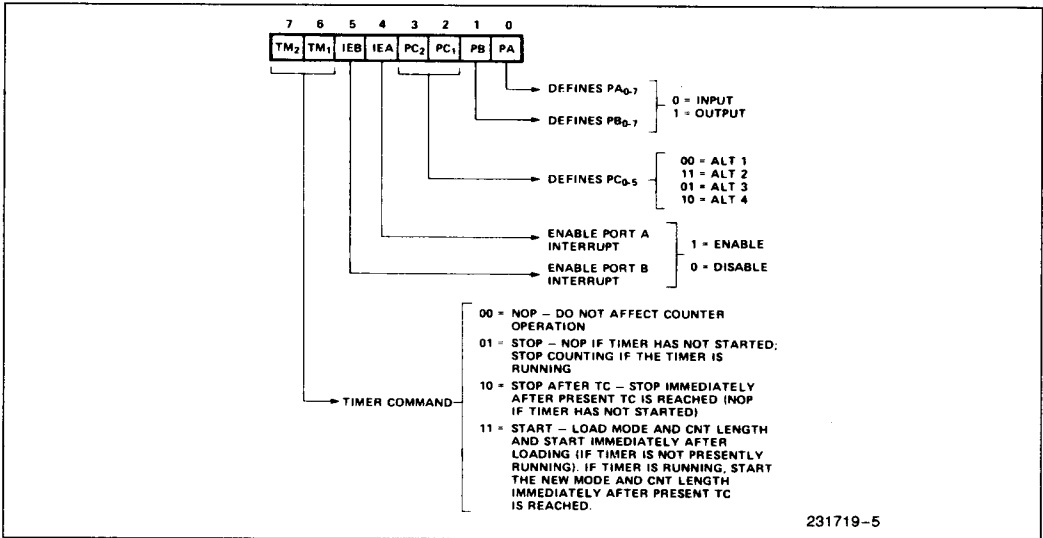 7 6 5 4 3 2 1 0
TM₂ TM₁ IEB IEA PC₂ PC₁ PB PA
DEFINES PA₀₋₇
DEFINES PB₀₋₇
0 = INPUT
1 = OUTPUT
DEFINES PC₀₋₅
00 = ALT 1
11 = ALT 2
01 = ALT 3
10 = ALT 4
ENABLE PORT A
INTERRUPT
ENABLE PORT B
INTERRUPT
1 = ENABLE
0 = DISABLE
TIMER COMMAND
00 = NOP – DO NOT AFFECT COUNTER
OPERATION
01 = STOP – NOP IF TIMER HAS NOT STARTED;
STOP COUNTING IF THE TIMER IS
RUNNING
10 = STOP AFTER TC – STOP IMMEDIATELY
AFTER PRESENT TC IS REACHED (NOP
IF TIMER HAS NOT STARTED)
11 = START – LOAD MODE AND CNT LENGTH
AND START IMMEDIATELY AFTER
LOADING (IF TIMER IS NOT PRESENTLY
RUNNING). IF TIMER IS RUNNING, START
THE NEW MODE AND CNT LENGTH
IMMEDIATELY AFTER PRESENT TC
IS REACHED.
231719–5